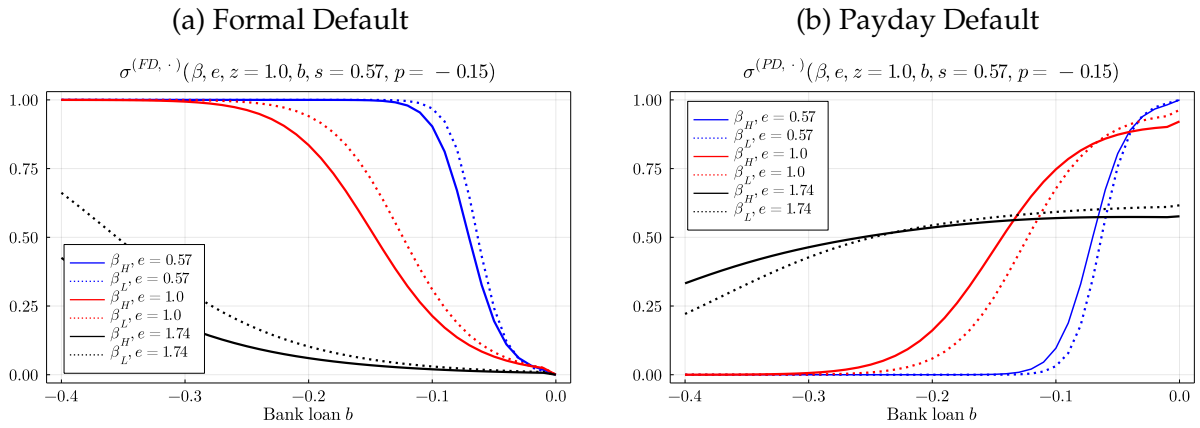 (a) Formal Default
σ^(FD, ·)(β, e, z = 1.0, b, s = 0.57, p = − 0.15)
1.00
0.75
0.50
0.25
0.00
β_H, e = 0.57
β_L, e = 0.57
β_H, e = 1.0
β_L, e = 1.0
β_H, e = 1.74
β_L, e = 1.74
−0.4 −0.3 −0.2 −0.1 0.0
Bank loan b
(b) Payday Default
σ^(PD, ·)(β, e, z = 1.0, b, s = 0.57, p = − 0.15)
1.00
0.75
0.50
0.25
0.00
β_H, e = 0.57
β_L, e = 0.57
β_H, e = 1.0
β_L, e = 1.0
β_H, e = 1.74
β_L, e = 1.74
−0.4 −0.3 −0.2 −0.1 0.0
Bank loan b